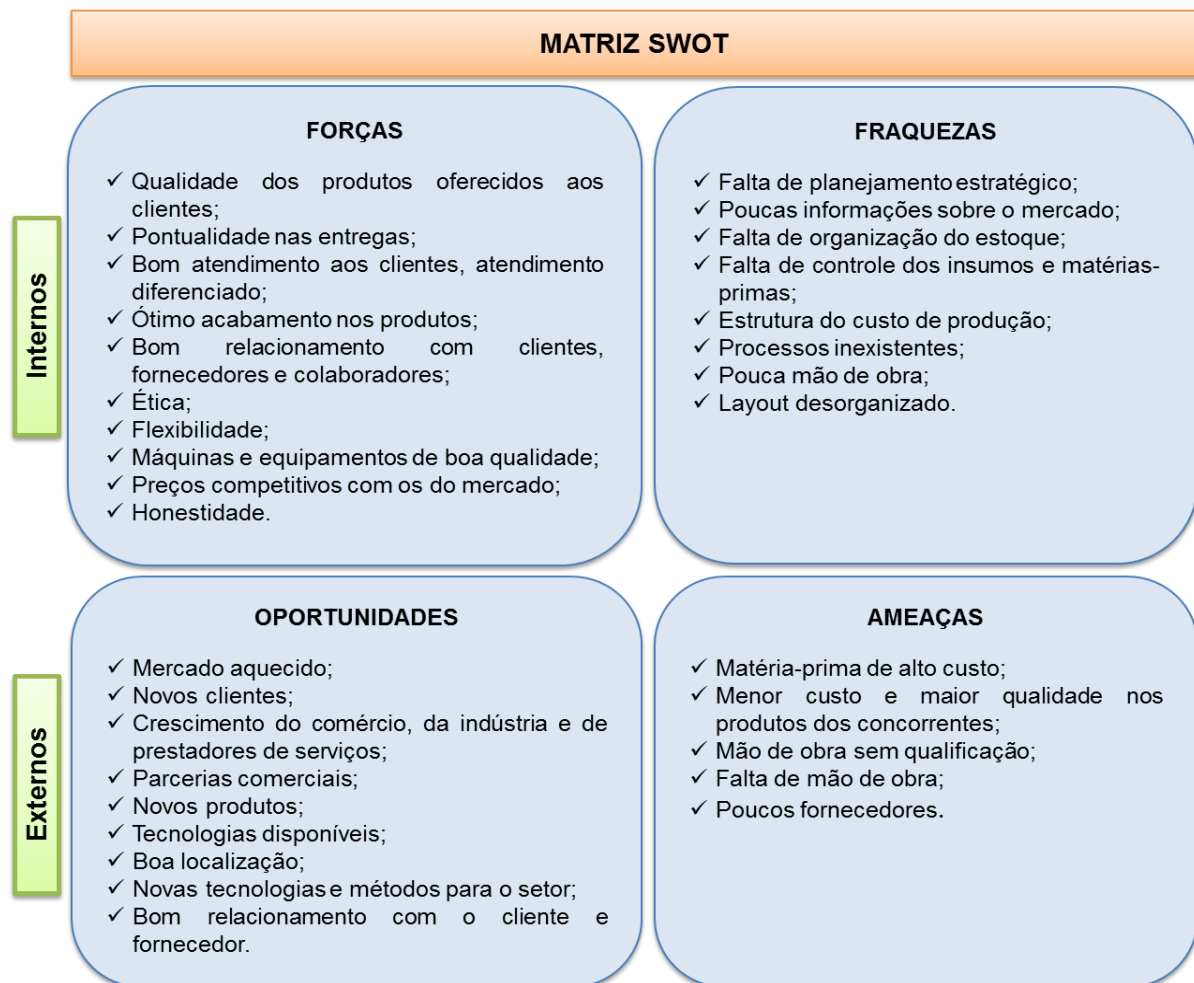 MATRIZ SWOT
Internos
FORÇAS
✓ Qualidade dos produtos oferecidos aos
clientes;
✓ Pontualidade nas entregas;
✓ Bom atendimento aos clientes, atendimento
diferenciado;
✓ Ótimo acabamento nos produtos;
✓ Bom relacionamento com clientes,
fornecedores e colaboradores;
✓ Ética;
✓ Flexibilidade;
✓ Máquinas e equipamentos de boa qualidade;
✓ Preços competitivos com os do mercado;
✓ Honestidade.
FRAQUEZAS
✓ Falta de planejamento estratégico;
✓ Poucas informações sobre o mercado;
✓ Falta de organização do estoque;
✓ Falta de controle dos insumos e matérias-
primas;
✓ Estrutura do custo de produção;
✓ Processos inexistentes;
✓ Pouca mão de obra;
✓ Layout desorganizado.
Externos
OPORTUNIDADES
✓ Mercado aquecido;
✓ Novos clientes;
✓ Crescimento do comércio, da indústria e de
prestadores de serviços;
✓ Parcerias comerciais;
✓ Novos produtos;
✓ Tecnologias disponíveis;
✓ Boa localização;
✓ Novas tecnologias e métodos para o setor;
✓ Bom relacionamento com o cliente e
fornecedor.
AMEAÇAS
✓ Matéria-prima de alto custo;
✓ Menor custo e maior qualidade nos
produtos dos concorrentes;
✓ Mão de obra sem qualificação;
✓ Falta de mão de obra;
✓ Poucos fornecedores.